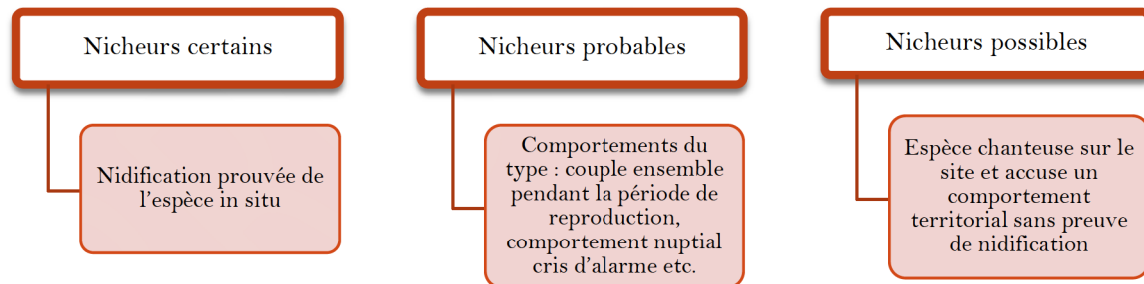 Nicheurs certains
Nidification prouvée de
l'espèce in situ
Nicheurs probables
Comportements du
type : couple ensemble
pendant la période de
reproduction,
comportement nuptial
cris d'alarme etc.
Nicheurs possibles
Espèce chanteuse sur le
site et accuse un
comportement
territorial sans preuve
de nidification